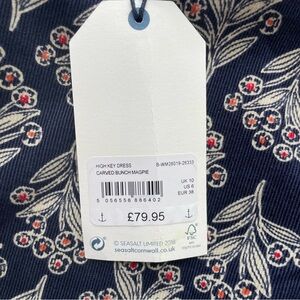 HIGH KEY DRESS
B-WM26019-26333
CARVED BUNCH MAGPIE
UK 10
US 6
EUR 38
5 056556 886402
£79.95
© SEASALT LIMITED 2018
seasaltcornwall.co.uk
FSC